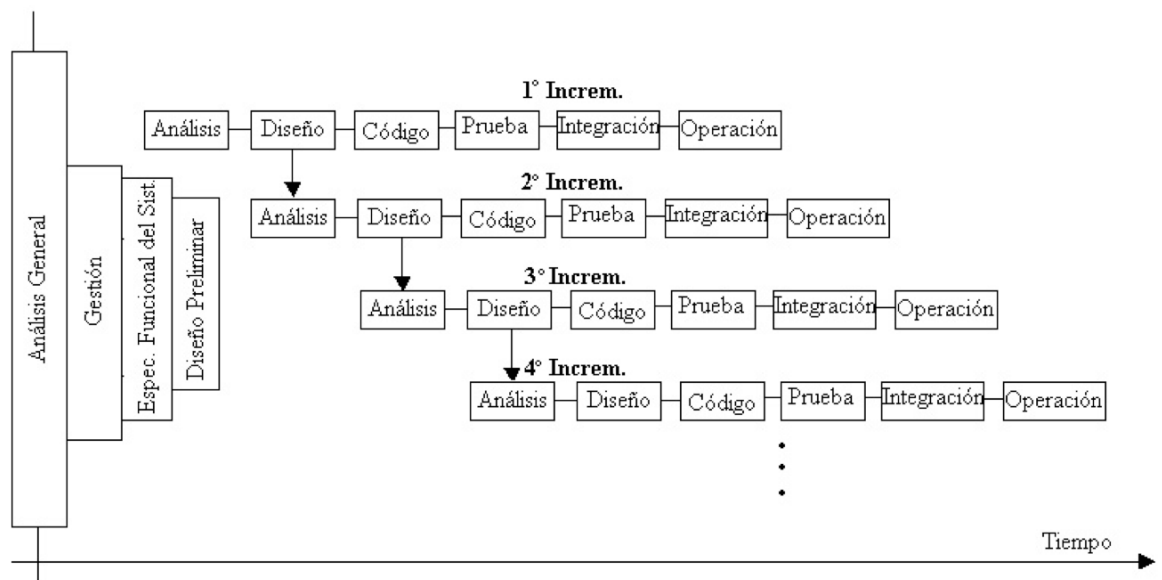 Análisis General
Gestión
Espec. Funcional del Sist.
Diseño Preliminar
1° Increm.
Análisis Diseño Código Prueba Integración Operación
2° Increm.
Análisis Diseño Código Prueba Integración Operación
3° Increm.
Análisis Diseño Código Prueba Integración Operación
4° Increm.
Análisis Diseño Código Prueba Integración Operación
Tiempo